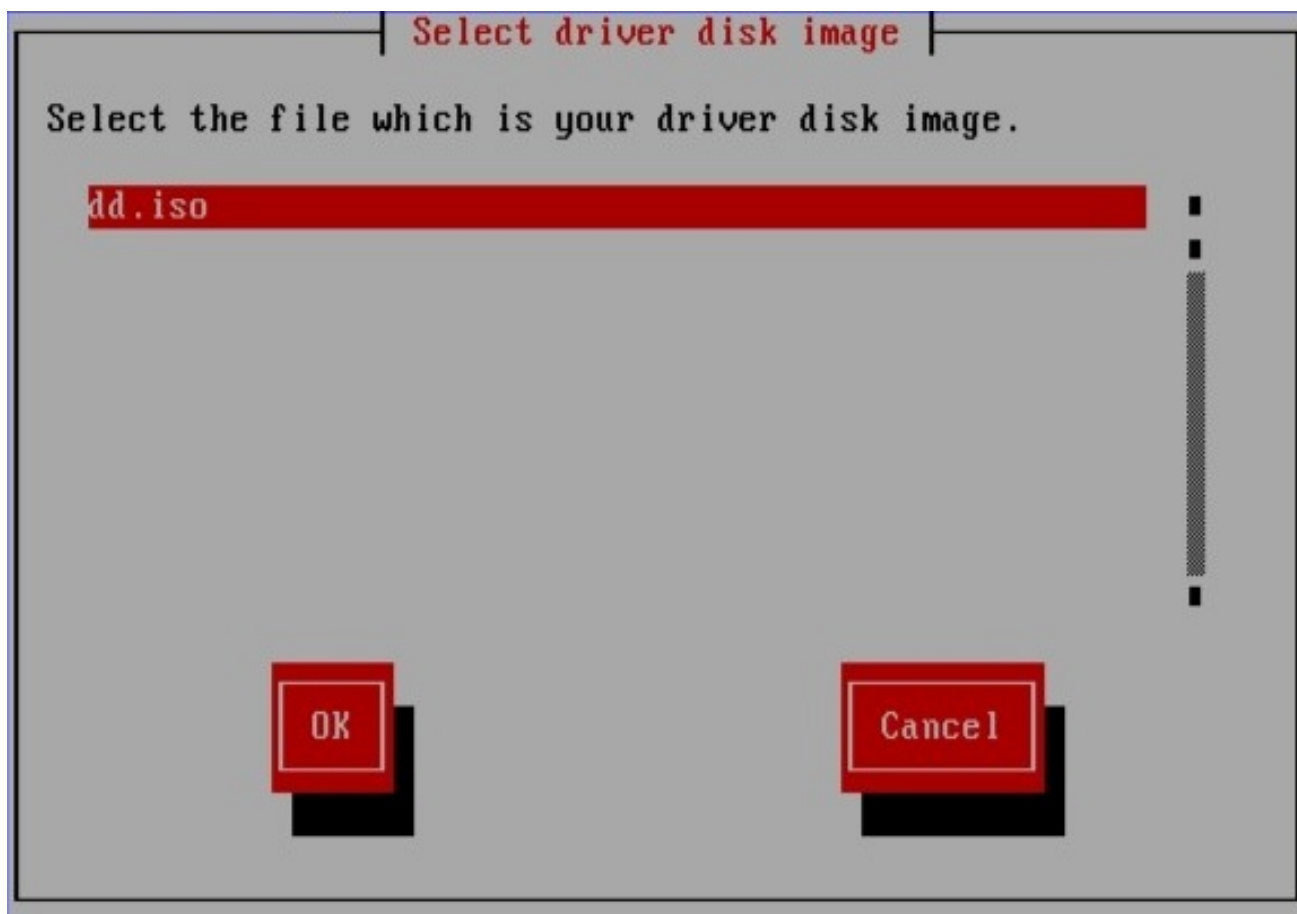 Select driver disk image
Select the file which is your driver disk image.
dd.iso
OK
Cancel